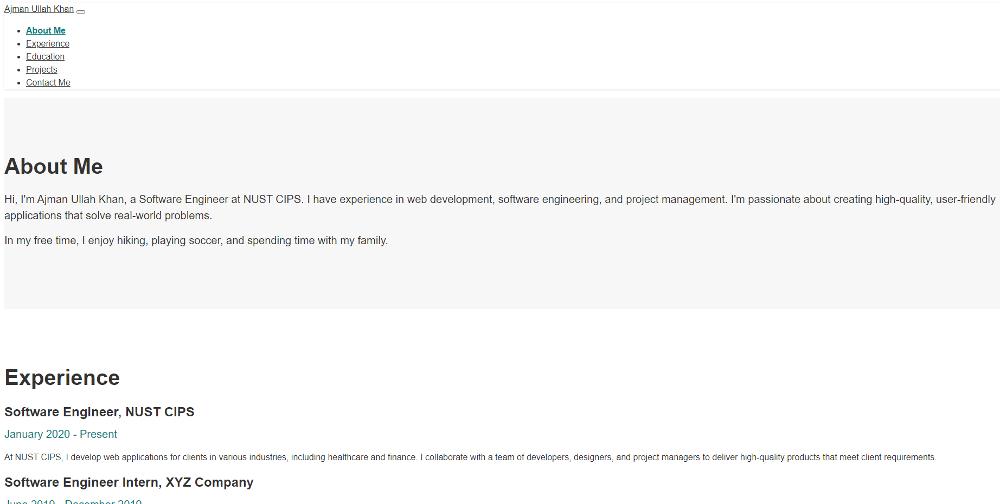 Ajman Ullah Khan
About Me
Experience
Education
Projects
Contact Me
About Me
Hi, I'm Ajman Ullah Khan, a Software Engineer at NUST CIPS. I have experience in web development, software engineering, and project management. I'm passionate about creating high-quality, user-friendly
applications that solve real-world problems.
In my free time, I enjoy hiking, playing soccer, and spending time with my family.
Experience
Software Engineer, NUST CIPS
January 2020 - Present
At NUST CIPS, I develop web applications for clients in various industries, including healthcare and finance. I collaborate with a team of developers, designers, and project managers to deliver high-quality products that meet client requirements.
Software Engineer Intern, XYZ Company
June 2019 - December 2019